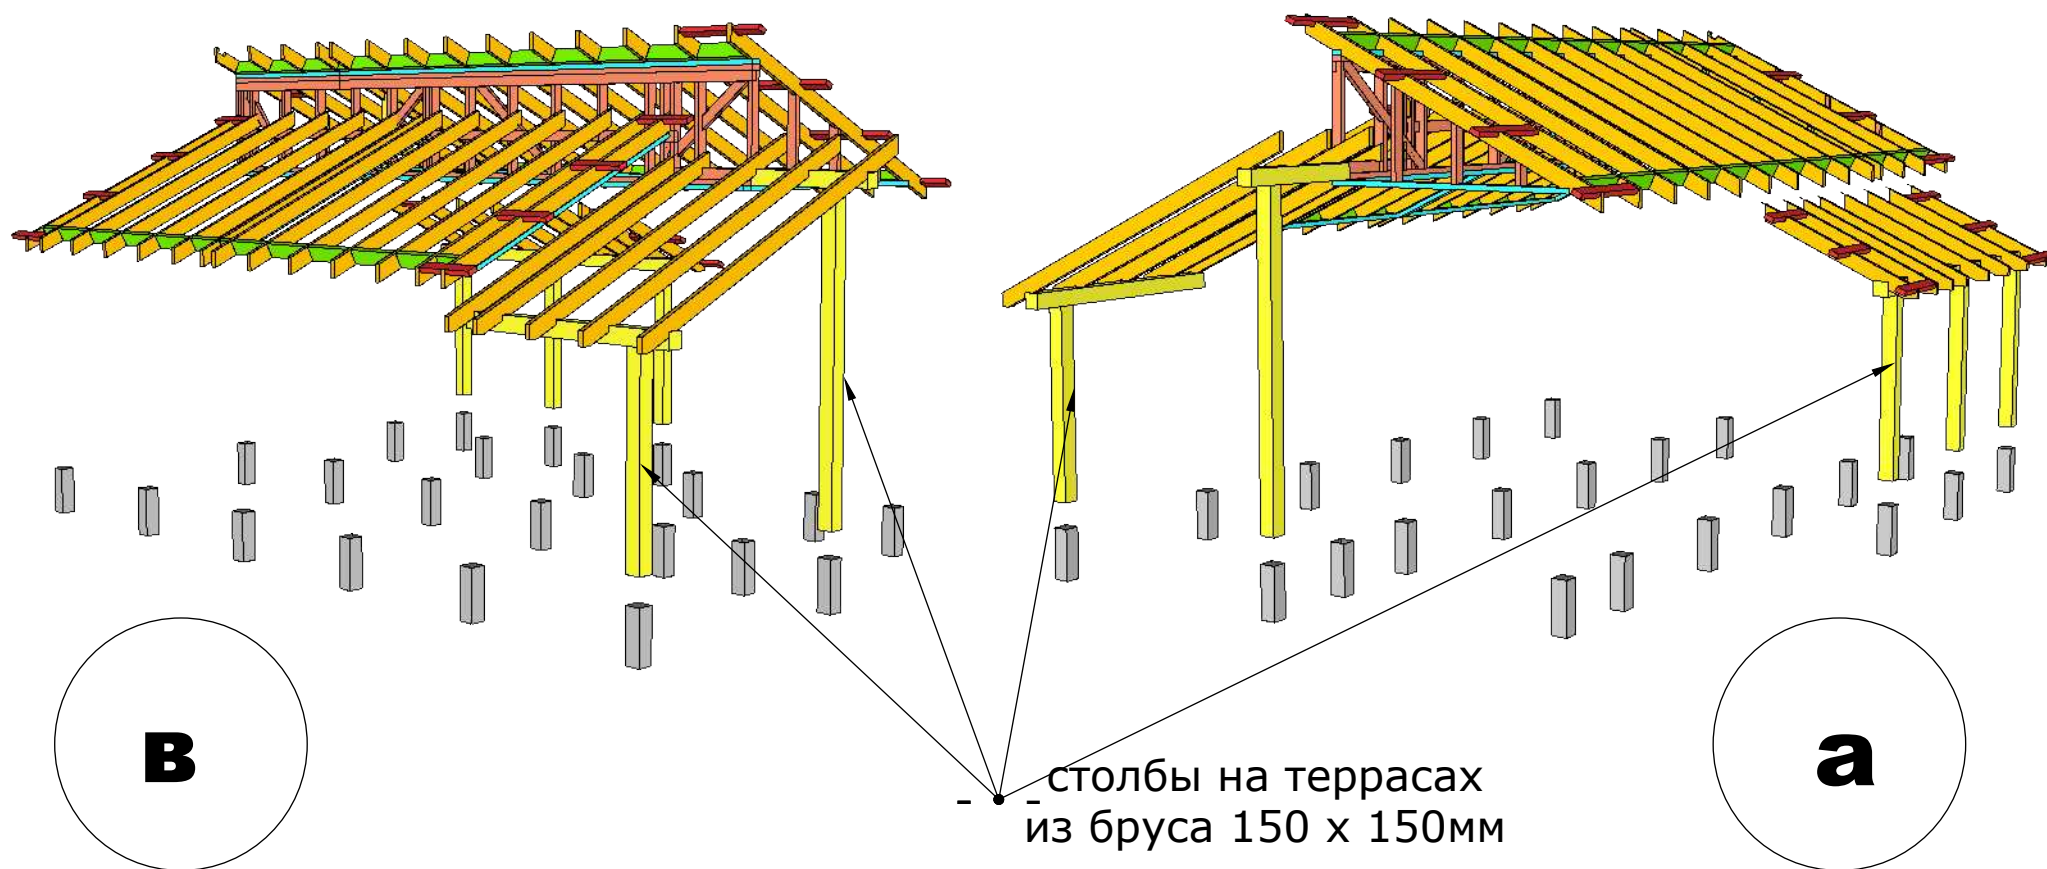 в
а
- - столбы на террасах
из бруса 150 х 150мм